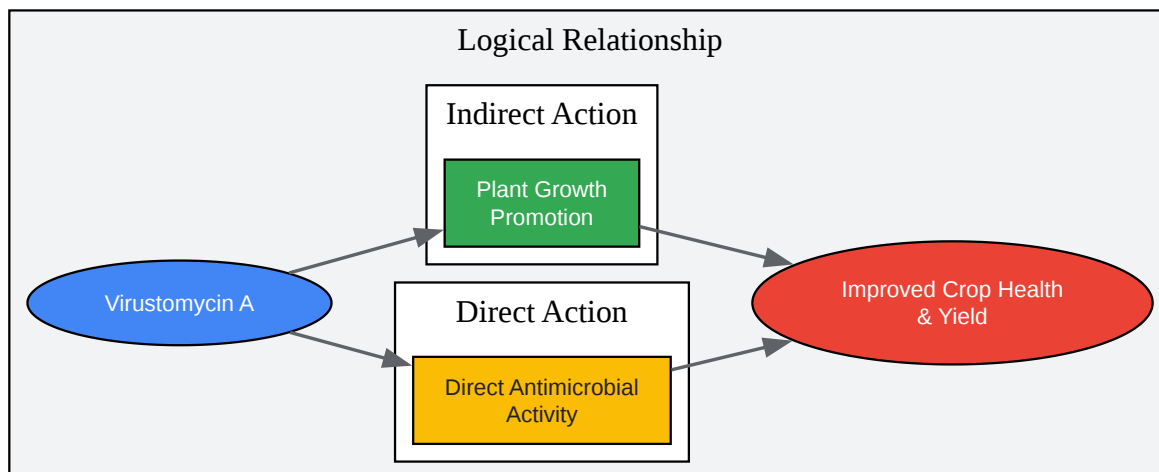 Logical Relationship
Indirect Action
Plant Growth
Promotion
Virustomycin A
Direct Action
Direct Antimicrobial
Activity
Improved Crop Health
& Yield